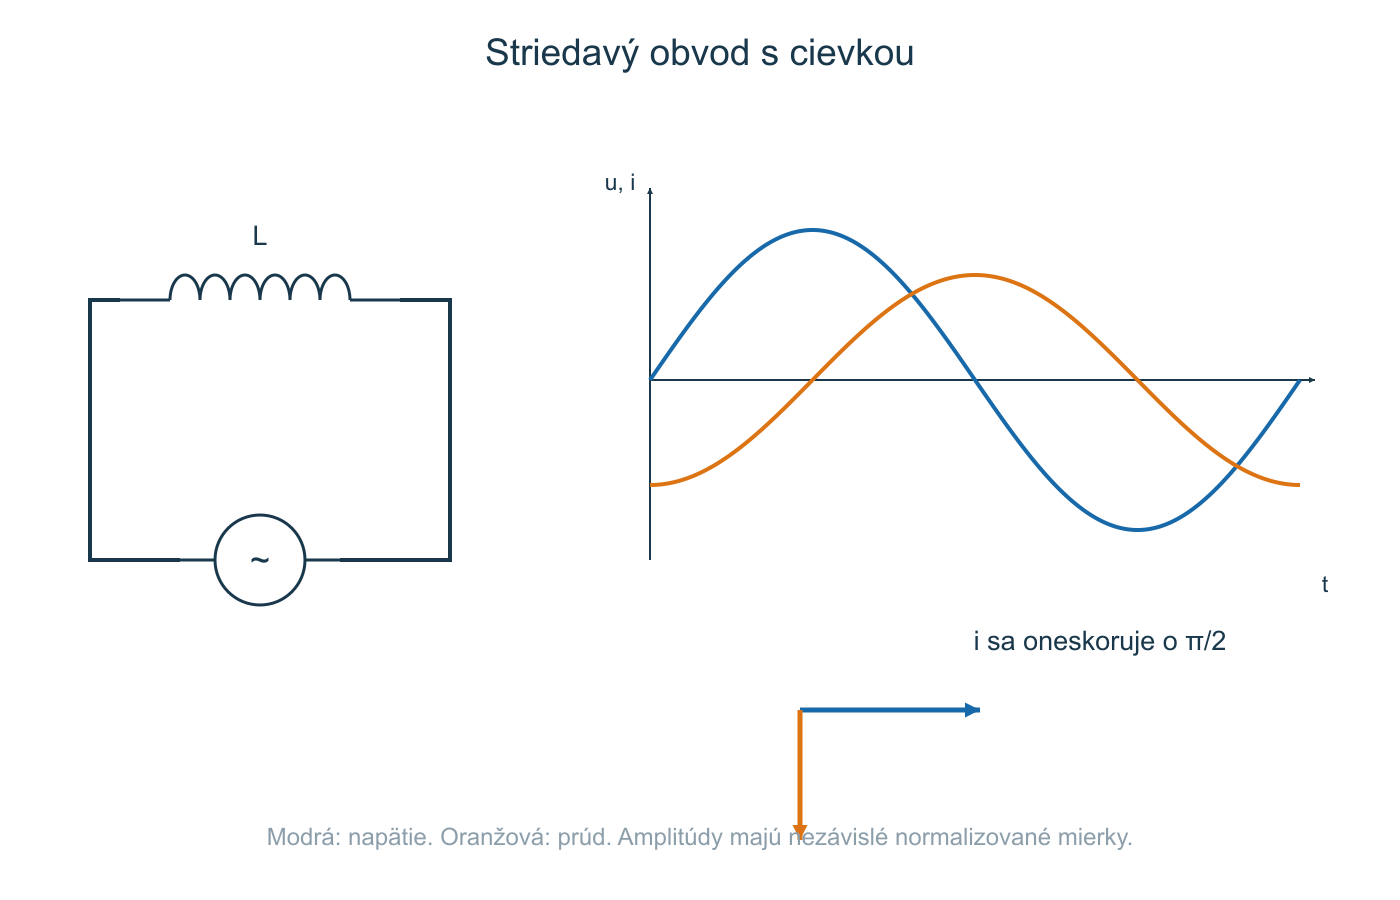 Striedavý obvod s cievkou
u, i
L
~
t
i sa oneskoruje o π/2
Modrá: napätie. Oranžová: prúd. Amplitúdy majú nezávislé normalizované mierky.